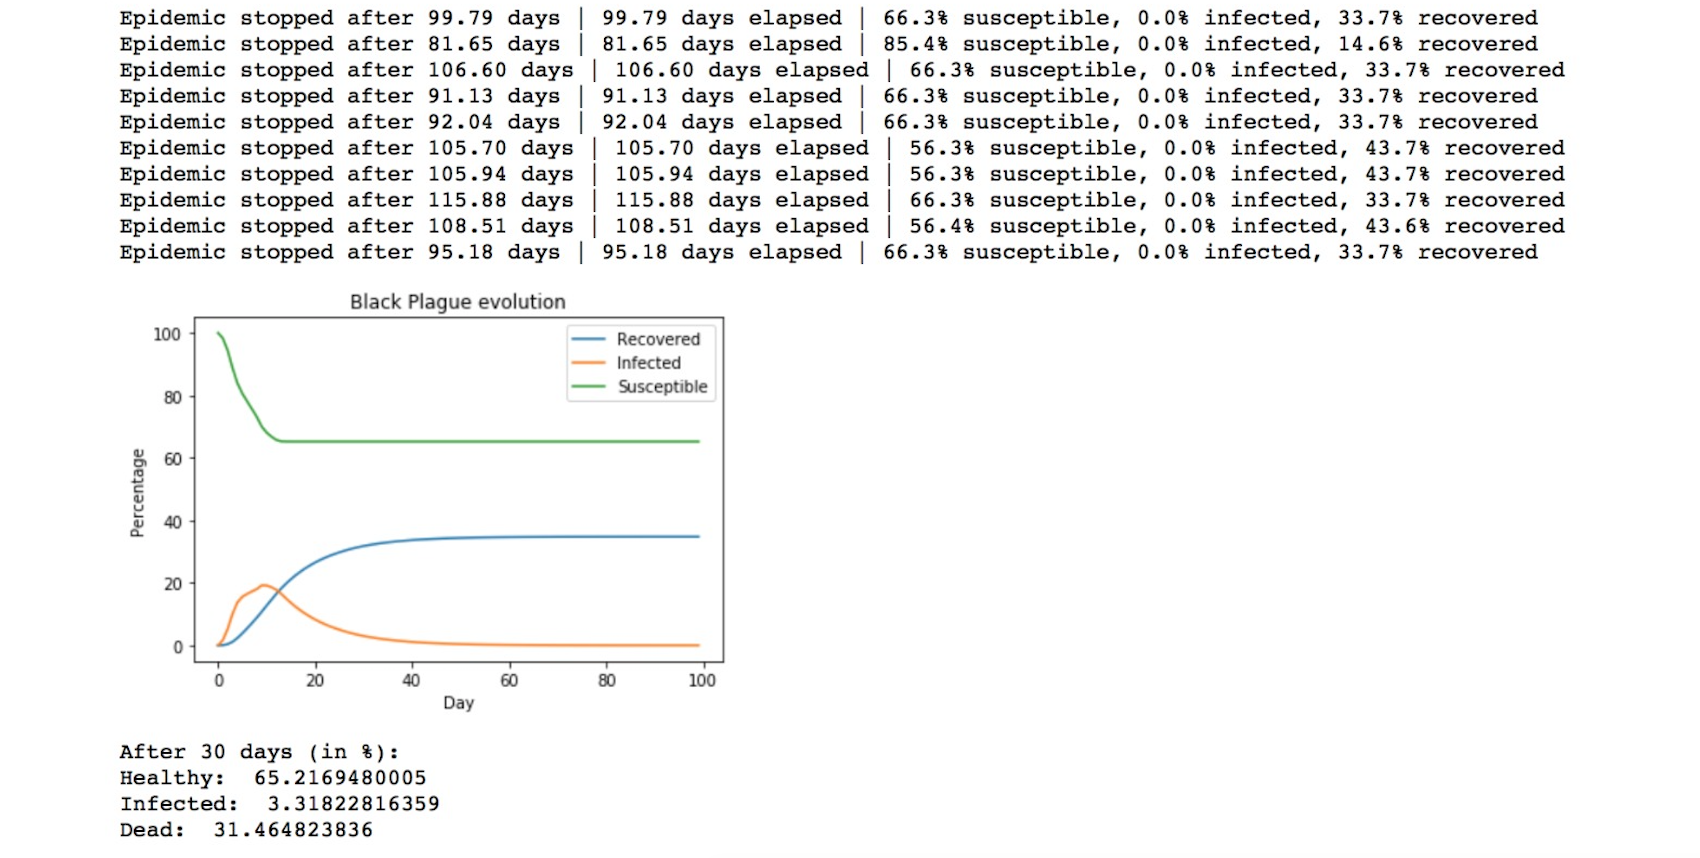 Epidemic stopped after 99.79 days | 99.79 days elapsed | 66.3% susceptible, 0.0% infected, 33.7% recovered
Epidemic stopped after 81.65 days | 81.65 days elapsed | 85.4% susceptible, 0.0% infected, 14.6% recovered
Epidemic stopped after 106.60 days | 106.60 days elapsed | 66.3% susceptible, 0.0% infected, 33.7% recovered
Epidemic stopped after 91.13 days | 91.13 days elapsed | 66.3% susceptible, 0.0% infected, 33.7% recovered
Epidemic stopped after 92.04 days | 92.04 days elapsed | 66.3% susceptible, 0.0% infected, 33.7% recovered
Epidemic stopped after 105.70 days | 105.70 days elapsed | 56.3% susceptible, 0.0% infected, 43.7% recovered
Epidemic stopped after 105.94 days | 105.94 days elapsed | 56.3% susceptible, 0.0% infected, 43.7% recovered
Epidemic stopped after 115.88 days | 115.88 days elapsed | 66.3% susceptible, 0.0% infected, 33.7% recovered
Epidemic stopped after 108.51 days | 108.51 days elapsed | 56.4% susceptible, 0.0% infected, 43.6% recovered
Epidemic stopped after 95.18 days | 95.18 days elapsed | 66.3% susceptible, 0.0% infected, 33.7% recovered
Black Plague evolution
Recovered
Infected
Susceptible
Percentage
100
80
60
40
20
0
0 20 40 60 80 100
Day
After 30 days (in %):
Healthy: 65.2169480005
Infected: 3.31822816359
Dead: 31.464823836